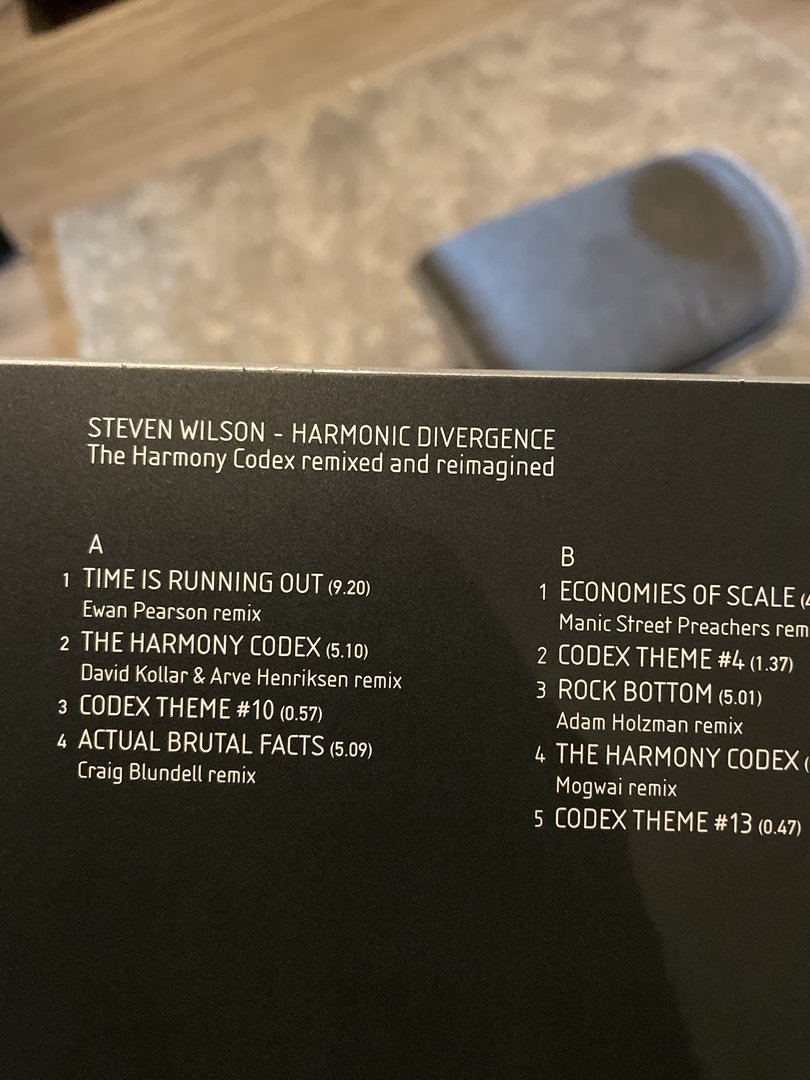 STEVEN WILSON - HARMONIC DIVERGENCE
The Harmony Codex remixed and reimagined
A
1 TIME IS RUNNING OUT (9.20)
Ewan Pearson remix
2 THE HARMONY CODEX (5.10)
David Kollar & Arve Henriksen remix
3 CODEX THEME #10 (0.57)
4 ACTUAL BRUTAL FACTS (5.09)
Craig Blundell remix
B
1 ECONOMIES OF SCALE
Manic Street Preachers
2 CODEX THEME #4 (1.37)
3 ROCK BOTTOM (5.01)
Adam Holzman remix
4 THE HARMONY CODEX
Mogwai remix
5 CODEX THEME #13 (0.47)